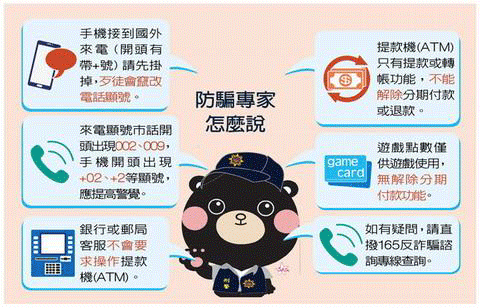 防騙專家
怎麼說
手機接到國外
來電（開頭有
帶+號）請先掛
掉，歹徒會竄改
電話顯號。
來電顯號市話開
頭出現002、009，
手機開頭出現
+02、+2等顯號，
應提高警覺。
銀行或郵局
客服不會要
求操作提款
機(ATM)。
提款機(ATM)
只有提款或轉
帳功能，不能
解除分期付款
或退款。
game
card
遊戲點數僅
供遊戲使用，
無解除分期
付款功能。
如有疑問，請直
撥165反詐騙諮
詢專線查詢。